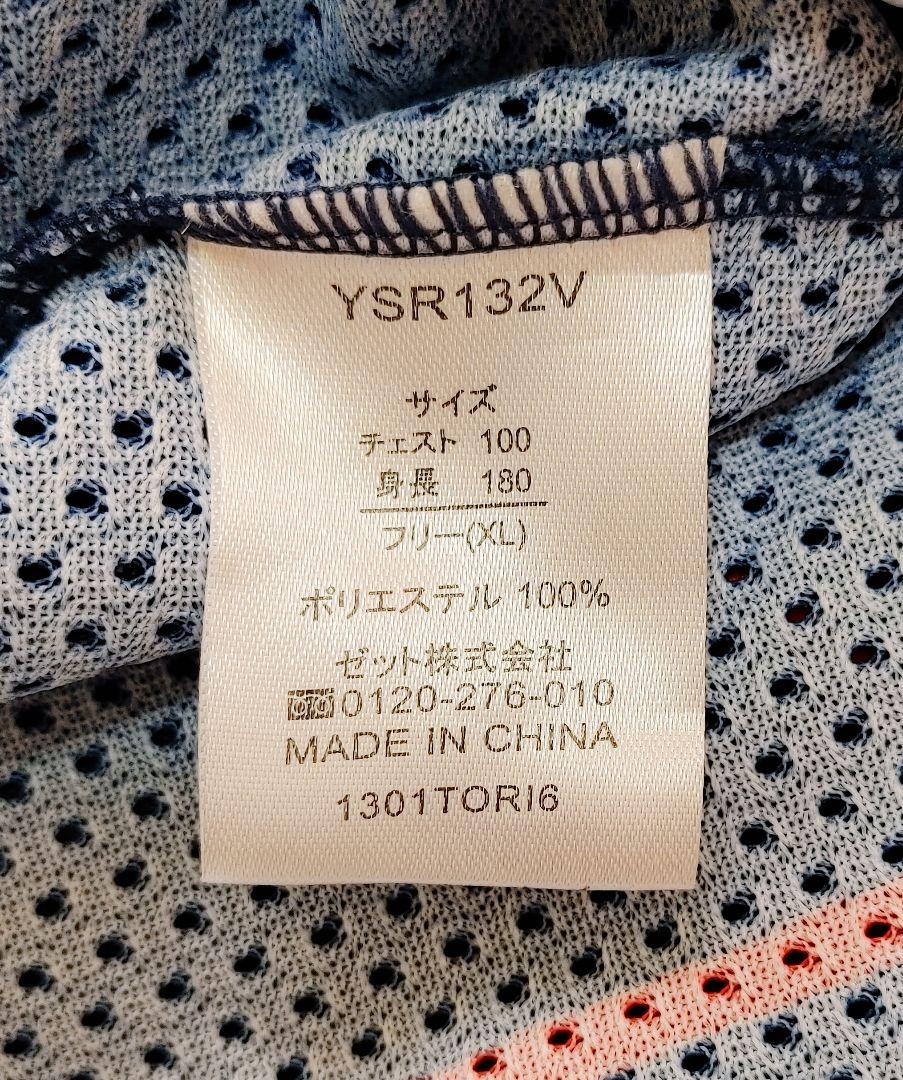 YSR132V
サイズ
チェスト 100
身長 180
フリー(XL)
ポリエステル 100%
ゼット株式会社
0120-276-010
MADE IN CHINA
1301TORI6